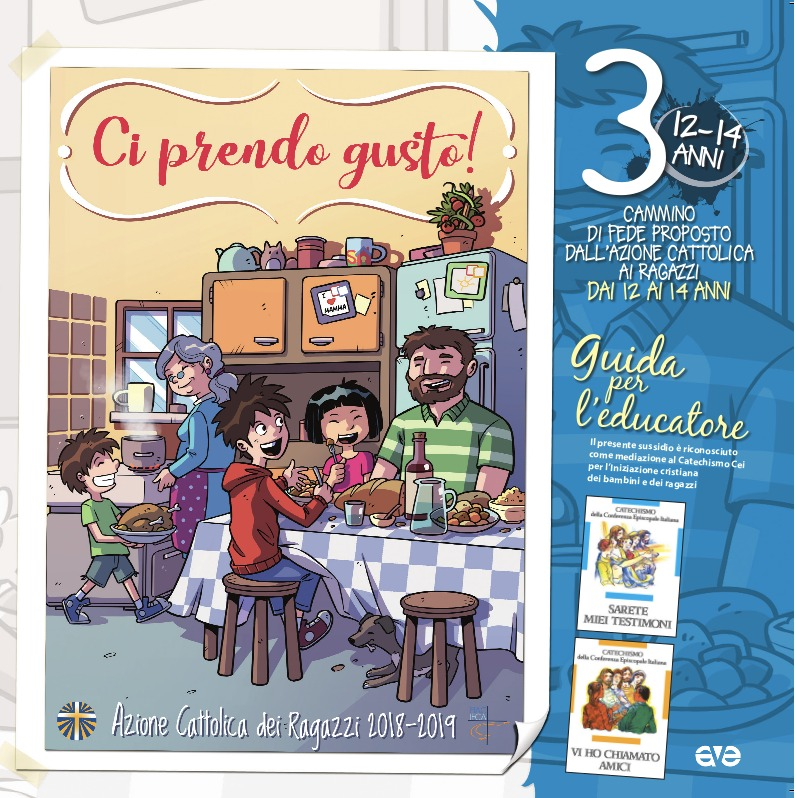 Ci prendo gusto!
I
MAMMA
Azione Cattolica dei Ragazzi 2018-2019
3
12-14
ANNI
CAMMINO
DI FEDE PROPOSTO
DALL'AZIONE CATTOLICA
AI RAGAZZI
DAI 12 AI 14 ANNI
Guida
per
l'educatore
Il presente sussidio è riconosciuto
come mediazione al Catechismo Cei
per l'iniziazione cristiana
dei bambini e dei ragazzi
CATECHISMO
della Conferenza Episcopale Italiana
SARETE
MIEI TESTIMONI
CATECHISMO
della Conferenza Episcopale Italiana
VI HO CHIAMATO
AMICI
ave